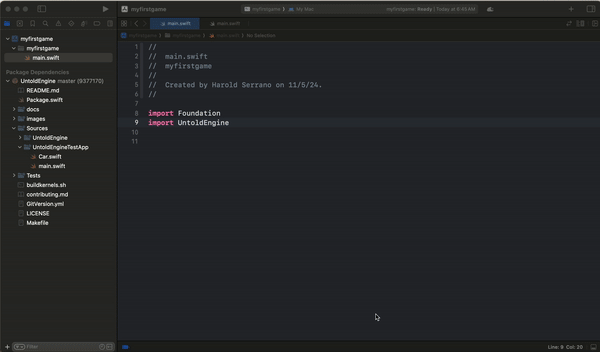 myfirstgame
myfirstgame
My Mac
myfirstgame: Ready | Today at 6:45 AM
main.swift
main.swift
myfirstgame
myfirstgame
main.swift
No Selection
myfirstgame
myfirstgame
main.swift
Package Dependencies
UntoldEngine master (9377170)
README.md
Package.swift
docs
images
Sources
UntoldEngine
UntoldEngineTestApp
Car.swift
main.swift
Tests
buildkernels.sh
contributing.md
GitVersion.yml
LICENSE
Makefile
Filter
1 //
2 //  main.swift
3 //  myfirstgame
4 //
5 //  Created by Harold Serrano on 11/5/24.
6 //
7
8 import Foundation
9 import UntoldEngine
10
11
Line: 9 Col: 20